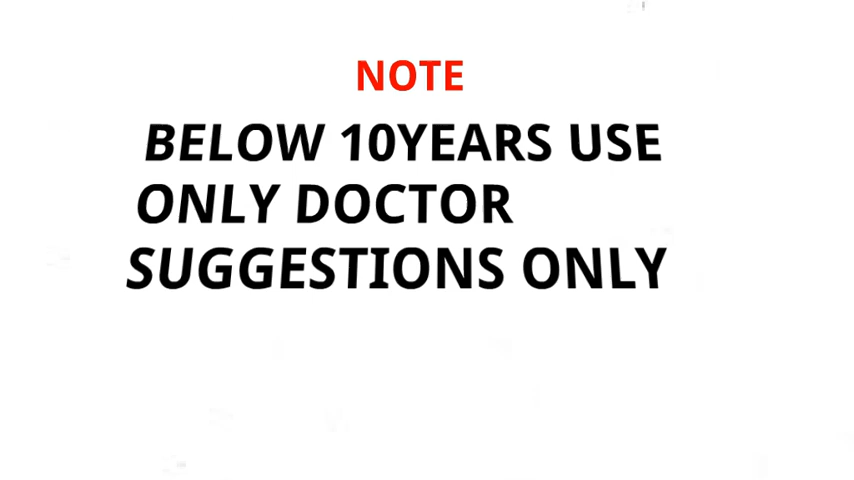 NOTE
BELOW 10YEARS USE
ONLY DOCTOR
SUGGESTIONS ONLY